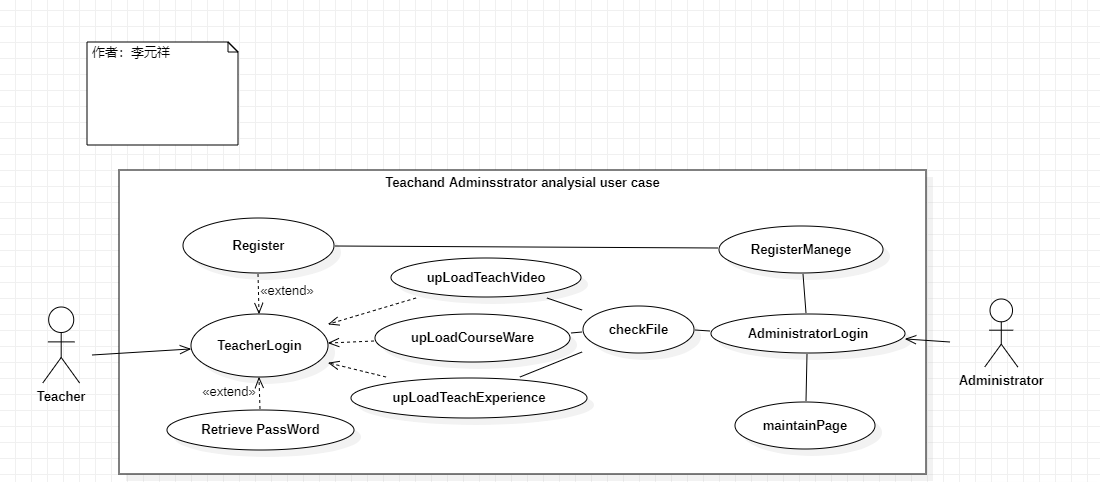 作者：李元祥
Teachand Adminsstrator analysial user case
Register
RegisterManege
upLoadTeachVideo
«extend»
checkFile
TeacherLogin
upLoadCourseWare
AdministratorLogin
Teacher
Administrator
«extend»
upLoadTeachExperience
Retrieve PassWord
maintainPage